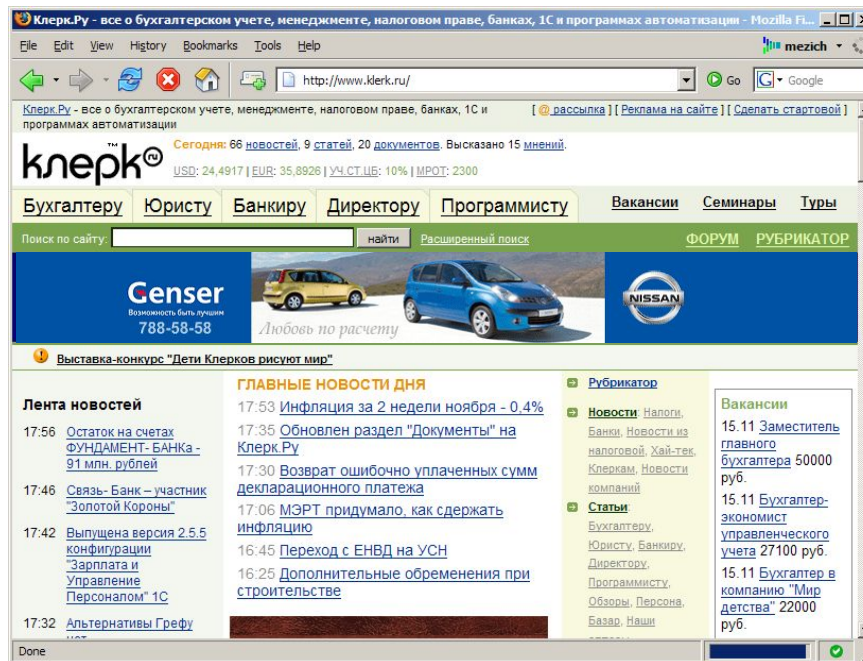 Клерк.Ру - все о бухгалтерском учете, менеджменте, налоговом праве, банках, 1С и программах автоматизации - Mozilla Fi...
File Edit View History Bookmarks Tools Help
mezich
http://www.klerk.ru/
Go
Google
Клерк.Ру - все о бухгалтерском учете, менеджменте, налоговом праве, банках, 1С и
программах автоматизации
[ @ рассылка ] [ Реклама на сайте ] [ Сделать стартовой ]
клерк ru
™
Сегодня: 66 новостей, 9 статей, 20 документов. Высказано 15 мнений.
USD: 24,4917 | EUR: 35,8926 | УЧ.СТ.ЦБ: 10% | МРОТ: 2300
Бухгалтеру Юристу Банкиру Директору Программисту
Вакансии Семинары Туры
Поиск по сайту: найти Расширенный поиск
ФОРУМ РУБРИКАТОР
Genser
Возможность быть лучшим
788-58-58
Любовь по расчету
NISSAN
Выставка-конкурс "Дети Клерков рисуют мир"
Лента новостей
17:56 Остаток на счетах
ФУНДАМЕНТ- БАНКа -
91 млн. рублей
17:46 Связь- Банк – участник
"Золотой Короны"
17:42 Выпущена версия 2.5.5
конфигурации
"Зарплата и
Управление
Персоналом" 1С
17:32 Альтернативы Грефу
нет
ГЛАВНЫЕ НОВОСТИ ДНЯ
17:53 Инфляция за 2 недели ноября - 0,4%
17:35 Обновлен раздел "Документы" на
Клерк.Ру
17:30 Возврат ошибочно уплаченных сумм
декларационного платежа
17:06 МЭРТ придумало, как сдержать
инфляцию
16:45 Переход с ЕНВД на УСН
16:25 Дополнительные обременения при
строительстве
Рубрикатор
Новости: Налоги,
Банки, Новости из
налоговой, Хай-тек,
Клеркам, Новости
компаний
Статьи:
Бухгалтеру,
Юристу, Банкиру,
Директору,
Программисту,
Обзоры, Персона,
Базар, Наши
Вакансии
15.11 Заместитель
главного
бухгалтера 50000
руб.
15.11 Бухгалтер-
экономист
управленческого
учета 27100 руб.
15.11 Бухгалтер в
компанию "Мир
детства" 22000
руб.
Done